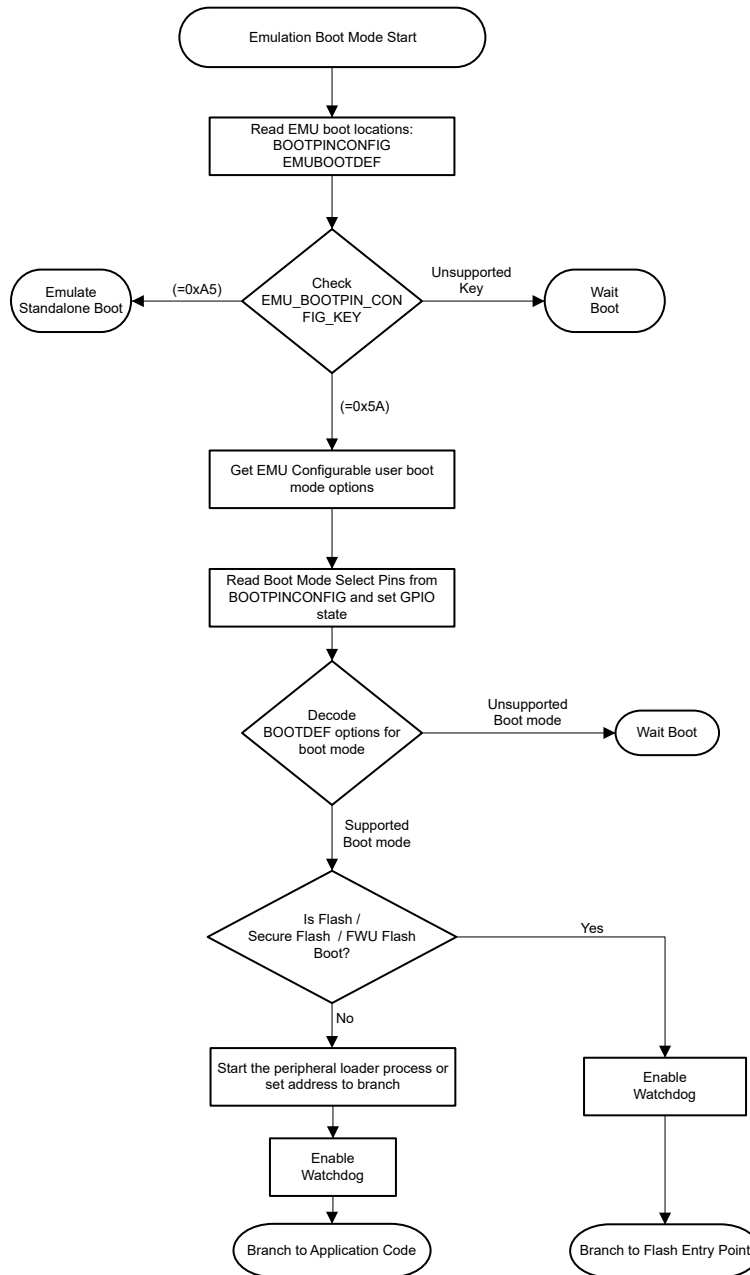 Emulation Boot Mode Start
Read EMU boot locations:
BOOTPINCONFIG
EMUBOOTDEF
Emulate
Standalone Boot
(=0xA5)
Check
EMU_BOOTPIN_CON
FIG_KEY
Unsupported
Key
Wait
Boot
(=0x5A)
Get EMU Configurable user boot
mode options
Read Boot Mode Select Pins from
BOOTPINCONFIG and set GPIO
state
Decode
BOOTDEF options for
boot mode
Unsupported
Boot mode
Wait Boot
Supported
Boot mode
Is Flash /
Secure Flash / FWU Flash
Boot?
Yes
No
Start the peripheral loader process or
set address to branch
Enable
Watchdog
Enable
Watchdog
Branch to Application Code
Branch to Flash Entry Point